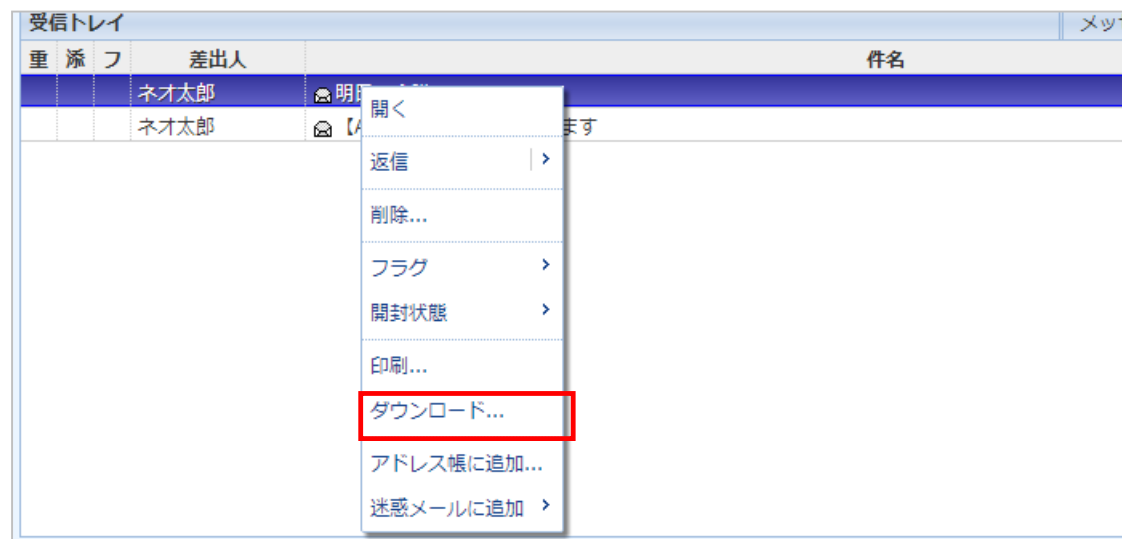 受信トレイ
重 添 フ 差出人 件名
ネオ太郎
ネオ太郎 ます
開く
返信
削除...
フラグ
開封状態
印刷...
ダウンロード...
アドレス帳に追加...
迷惑メールに追加